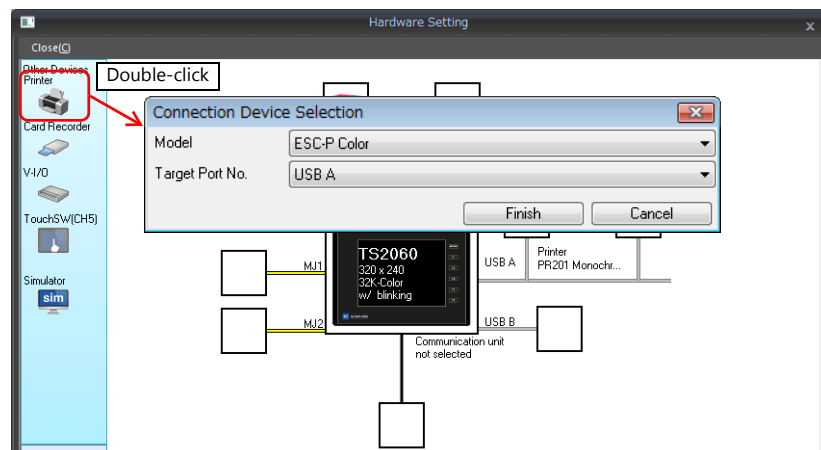 Hardware Setting
x
Close(C)
Other Devices
Printer
Double-click
Card Recorder
V-I/O
TouchSW(CH5)
Simulator
sim
Connection Device Selection
Model
ESC-P Color
Target Port No.
USB A
Finish
Cancel
MJ1
TS2060
320 x 240
32K-Color
w/ blinking
USB A
Printer
PR201 Monochr...
MJ2
USB B
Communication unit
not selected